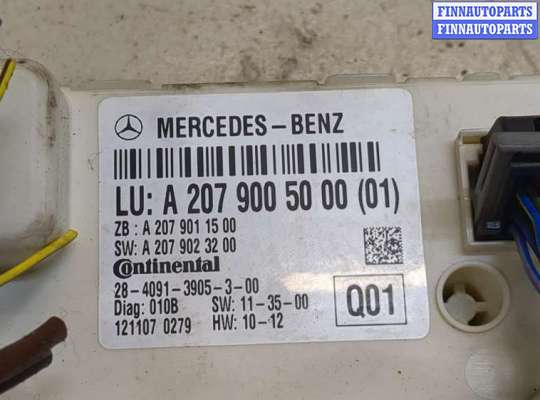 FINNAUTOPARTS
FINNAUTOPARTS
MERCEDES-BENZ
LU: A 207 900 50 00 (01)
ZB : A 207 901 15 00
SW: A 207 902 32 00
Continental
28-4091-3905-3-00
Diag: 010B SW: 11-35-00
121107 0279 HW: 10-12
Q01